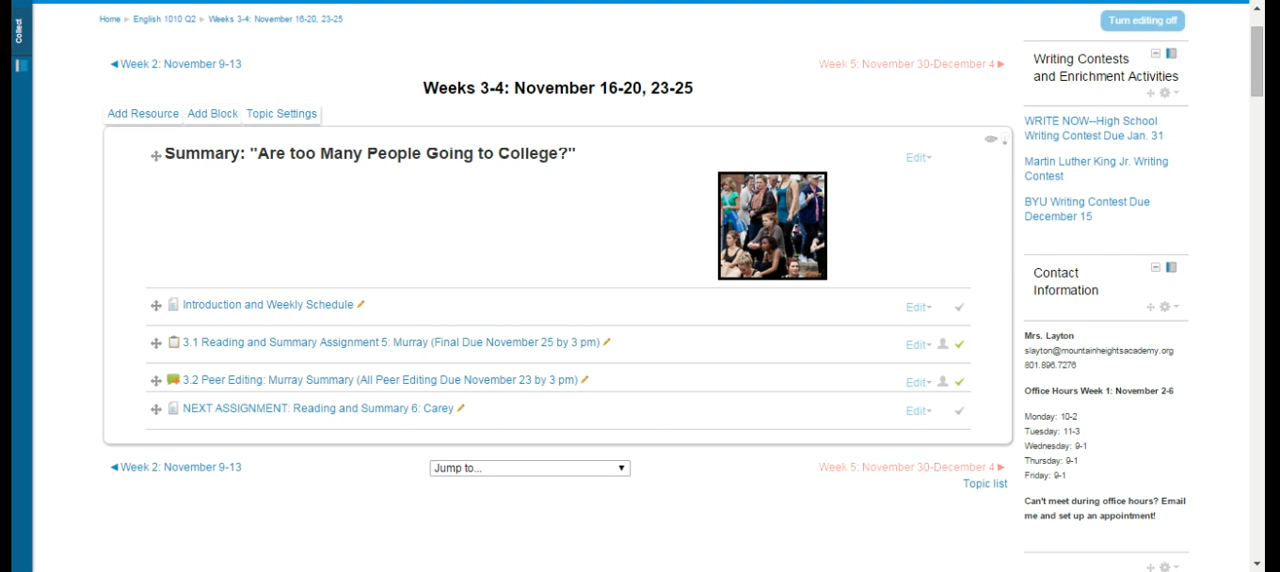 Collect
Home ▶ English 1010 Q2 ▶ Weeks 3-4: November 16-20, 23-25
Turn editing off
◀ Week 2: November 9-13
Week 5: November 30-December 4 ▶
Weeks 3-4: November 16-20, 23-25
Add Resource Add Block Topic Settings
Summary: "Are too Many People Going to College?"
Edit
Introduction and Weekly Schedule
Edit
3.1 Reading and Summary Assignment 5: Murray (Final Due November 25 by 3 pm)
Edit
3.2 Peer Editing: Murray Summary (All Peer Editing Due November 23 by 3 pm)
Edit
NEXT ASSIGNMENT: Reading and Summary 6: Carey
Edit
◀ Week 2: November 9-13
Jump to...
Week 5: November 30-December 4 ▶
Topic list
Writing Contests
and Enrichment Activities
WRITE NOW--High School
Writing Contest Due Jan. 31
Martin Luther King Jr. Writing
Contest
BYU Writing Contest Due
December 15
Contact
Information
Mrs. Layton
slayton@mountainheightsacademy.org
801.896.7276
Office Hours Week 1: November 2-6
Monday: 10-2
Tuesday: 11-3
Wednesday: 9-1
Thursday: 9-1
Friday: 9-1
Can't meet during office hours? Email
me and set up an appointment!